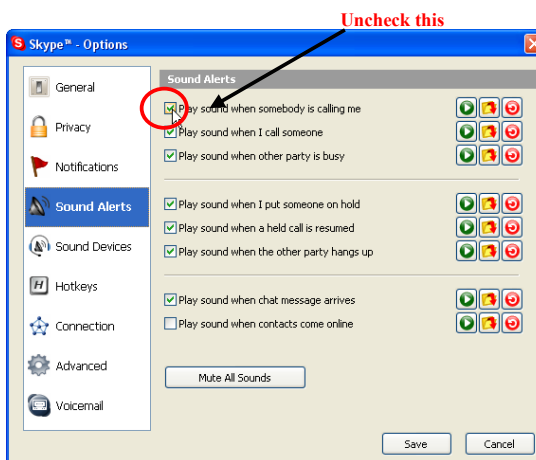 Uncheck this
Skype™ - Options
General
Privacy
Notifications
Sound Alerts
Sound Devices
H Hotkeys
Connection
Advanced
Voicemail
Sound Alerts
Play sound when somebody is calling me
Play sound when I call someone
Play sound when other party is busy
Play sound when I put someone on hold
Play sound when a held call is resumed
Play sound when the other party hangs up
Play sound when chat message arrives
Play sound when contacts come online
Mute All Sounds
Save Cancel